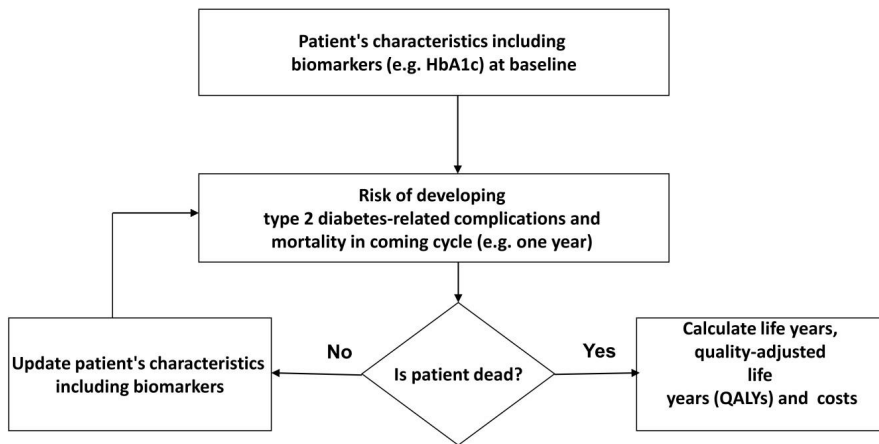 Patient's characteristics including
biomarkers (e.g. HbA1c) at baseline
Risk of developing
type 2 diabetes-related complications and
mortality in coming cycle (e.g. one year)
Update patient's characteristics
including biomarkers
No
Is patient dead?
Yes
Calculate life years,
quality-adjusted
life
years (QALYs) and costs